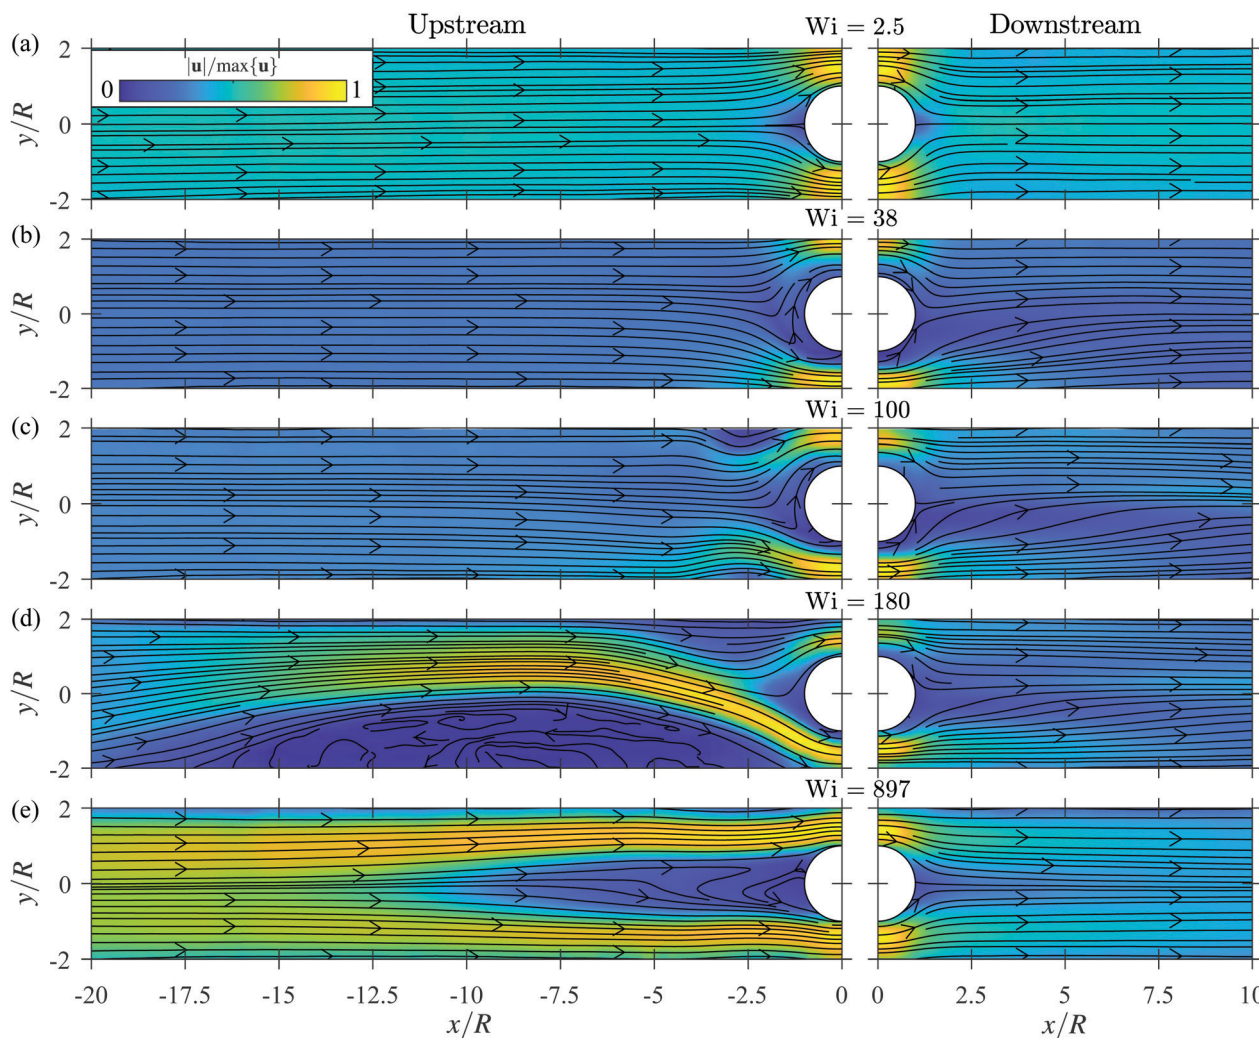 Upstream Wi = 2.5 Downstream
(a) 2 0 -2 y/R
|u|/max{u}
0 1
Wi = 38
(b) 2 0 -2 y/R
Wi = 100
(c) 2 0 -2 y/R
Wi = 180
(d) 2 0 -2 y/R
Wi = 897
(e) 2 0 -2 y/R
-20 -17.5 -15 -12.5 -10 -7.5 -5 -2.5 0 0 2.5 5 7.5 10
x/R x/R